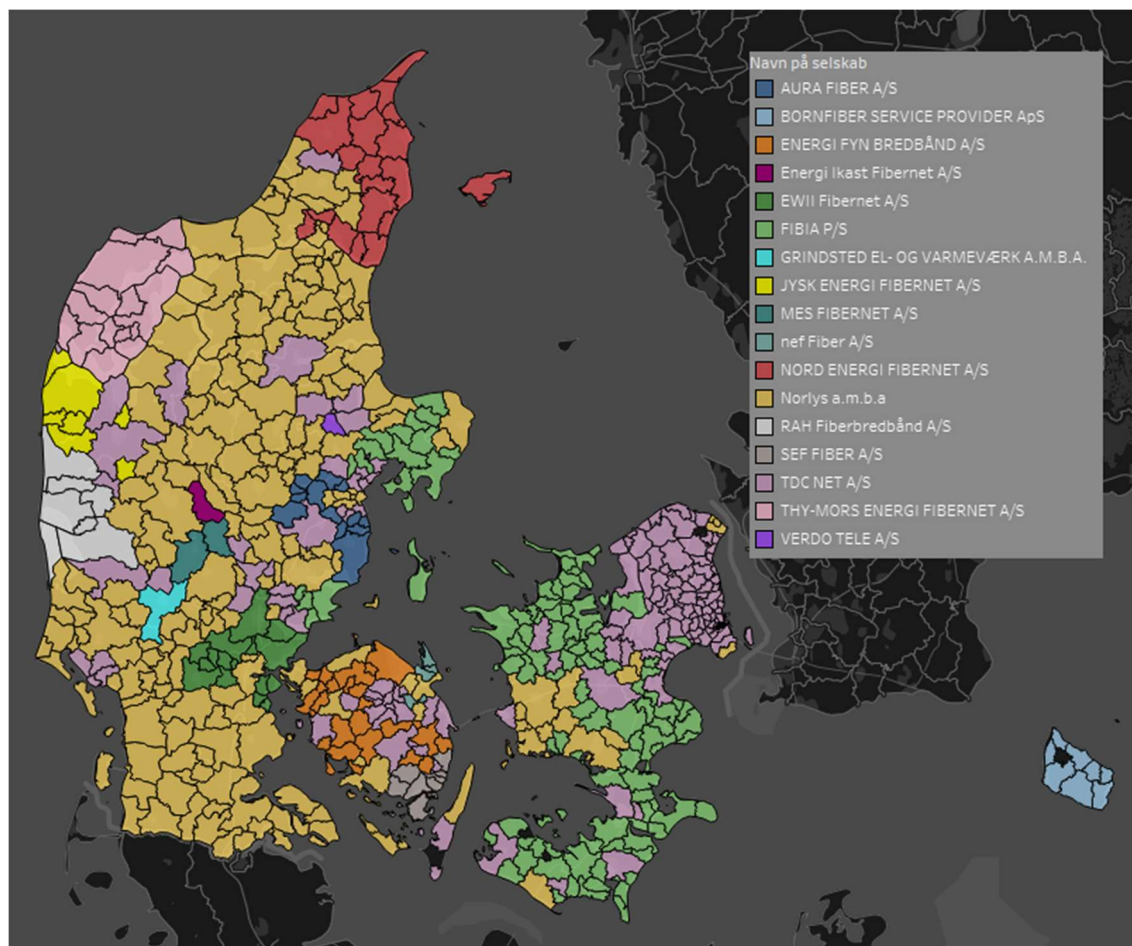 Navn på selskab
AURA FIBER A/S
BORNFIBER SERVICE PROVIDER ApS
ENERGI FYN BREDBÅND A/S
Energi Ikast Fibernet A/S
EWII Fibernet A/S
FIBIA P/S
GRINDSTED EL- OG VARMEVÆRK A.M.B.A.
JYSK ENERGI FIBERNET A/S
MES FIBERNET A/S
nef Fiber A/S
NORD ENERGI FIBERNET A/S
Norlys a.m.b.a
RAH Fiberbredbånd A/S
SEF FIBER A/S
TDC NET A/S
THY-MORS ENERGI FIBERNET A/S
VERDO TELE A/S